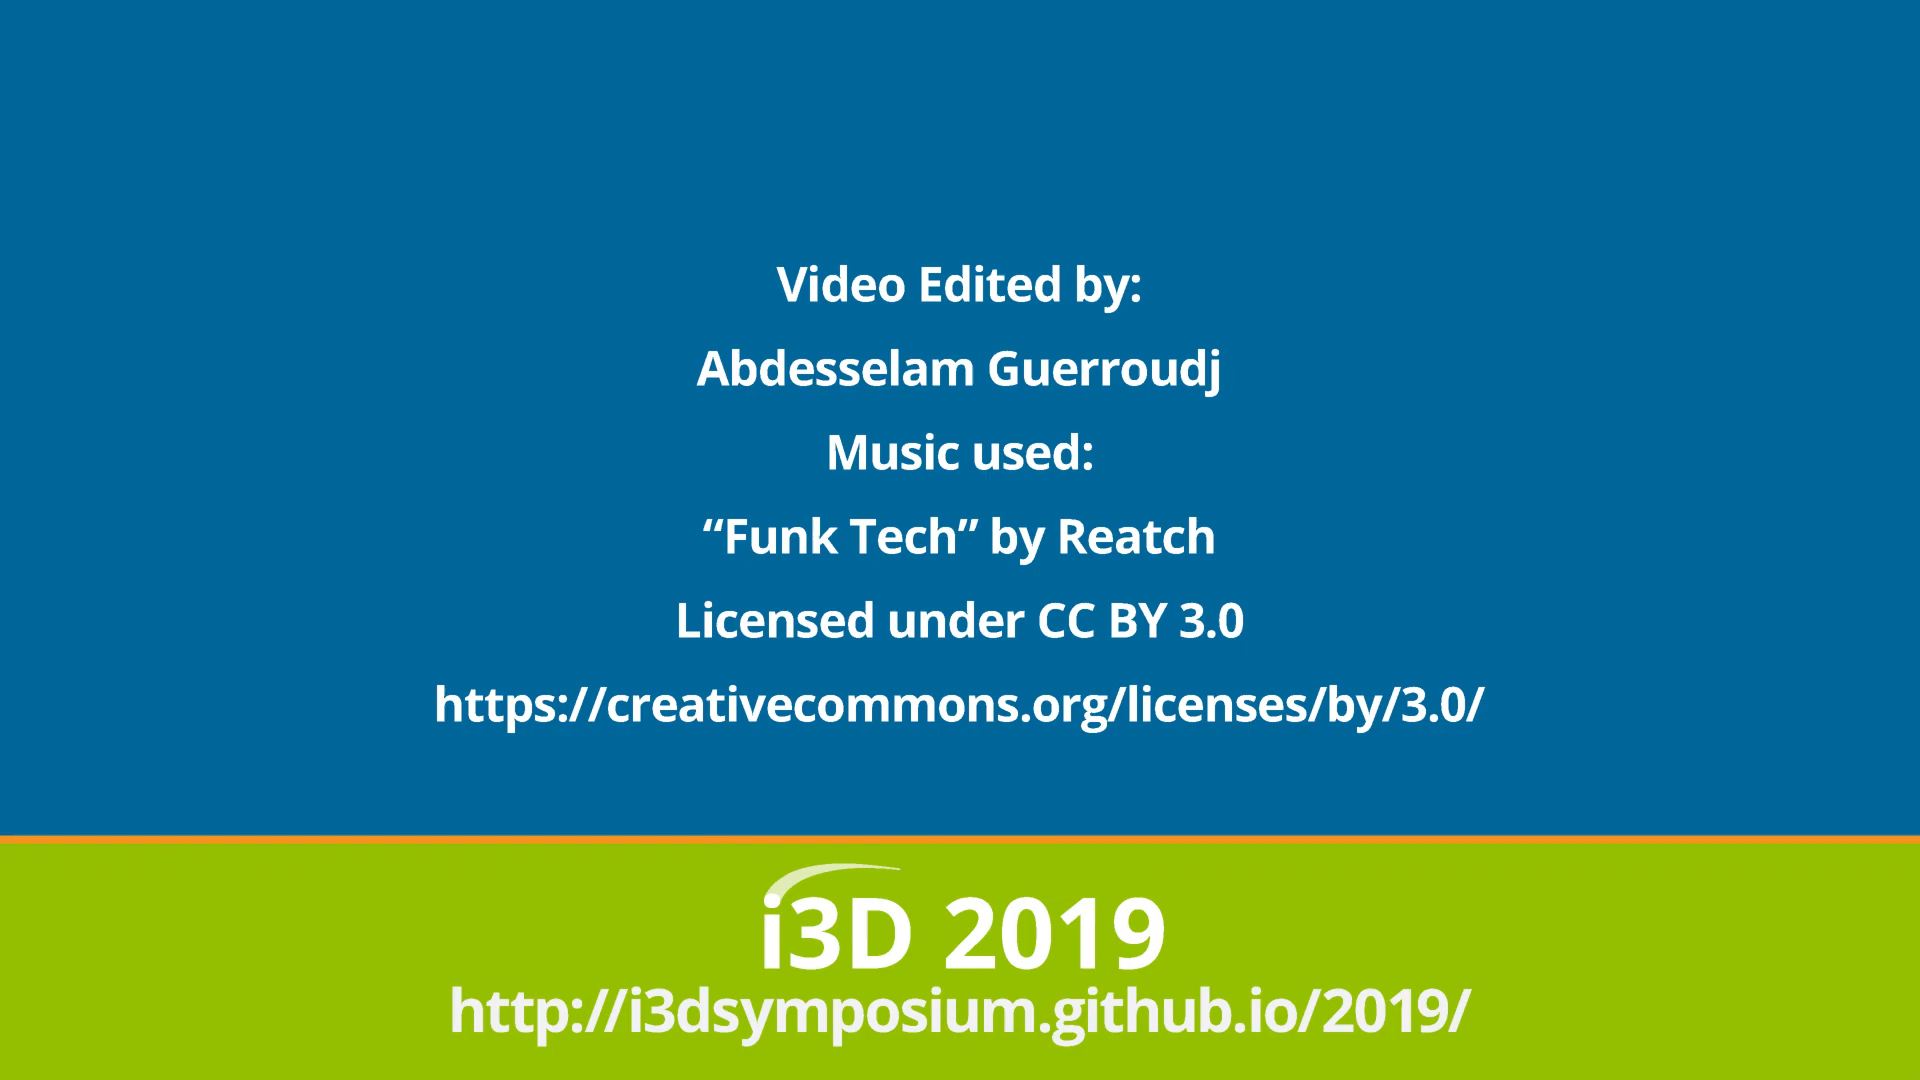 Video Edited by:
Abdesselam Guerroudj
Music used:
“Funk Tech” by Reatch
Licensed under CC BY 3.0
https://creativecommons.org/licenses/by/3.0/
i3D 2019
http://i3dsymposium.github.io/2019/